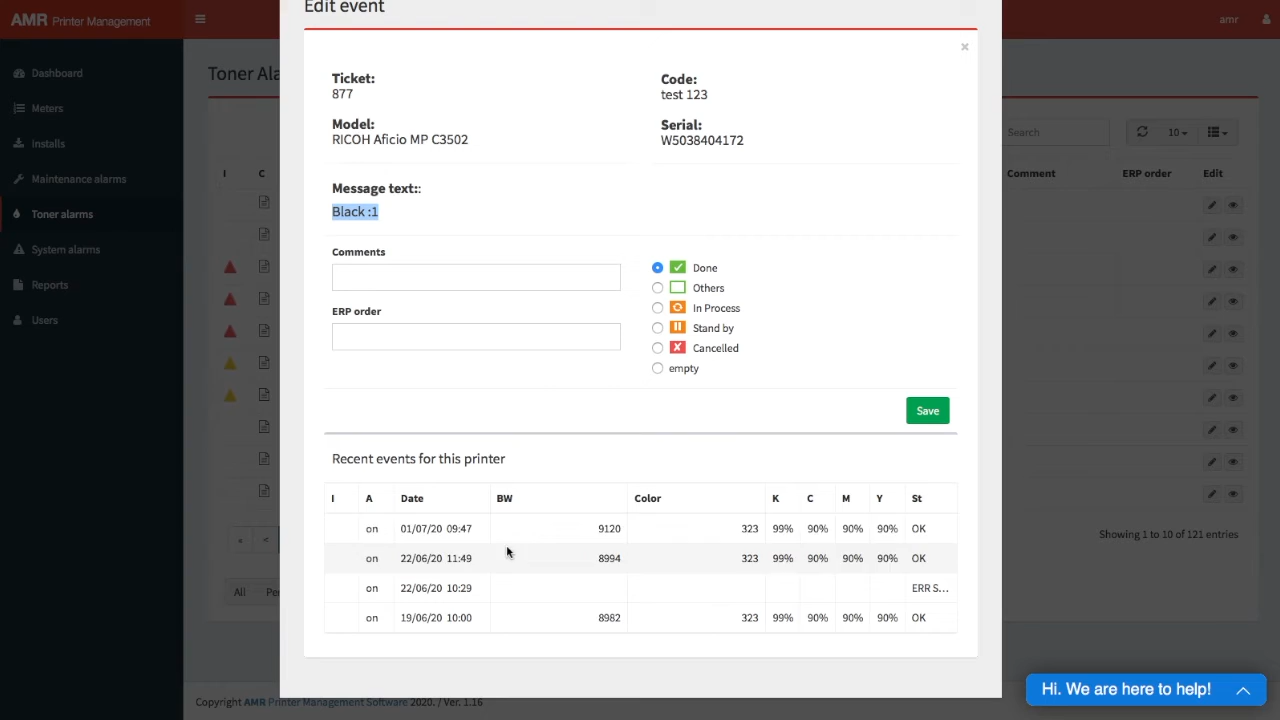 AMR Printer Management
amr
Edit event
×
Dashboard
Meters
Installs
Maintenance alarms
Toner alarms
System alarms
Reports
Users
Toner Ala
Search
10
I C
Comment ERP order Edit
Ticket:
877
Code:
test 123
Model:
RICOH Aficio MP C3502
Serial:
W5038404172
Message text::
Black :1
Comments
ERP order
Done
Others
In Process
Stand by
Cancelled
empty
Save
Recent events for this printer
I A Date BW Color K C M Y St
on 01/07/20 09:47 9120 323 99% 90% 90% 90% OK
on 22/06/20 11:49 8994 323 99% 90% 90% 90% OK
on 22/06/20 10:29 ERR S...
on 19/06/20 10:00 8982 323 99% 90% 90% 90% OK
« <
Showing 1 to 10 of 121 entries
All Pe
Copyright AMR Printer Management Software 2020. / Ver. 1.16
Hi. We are here to help!